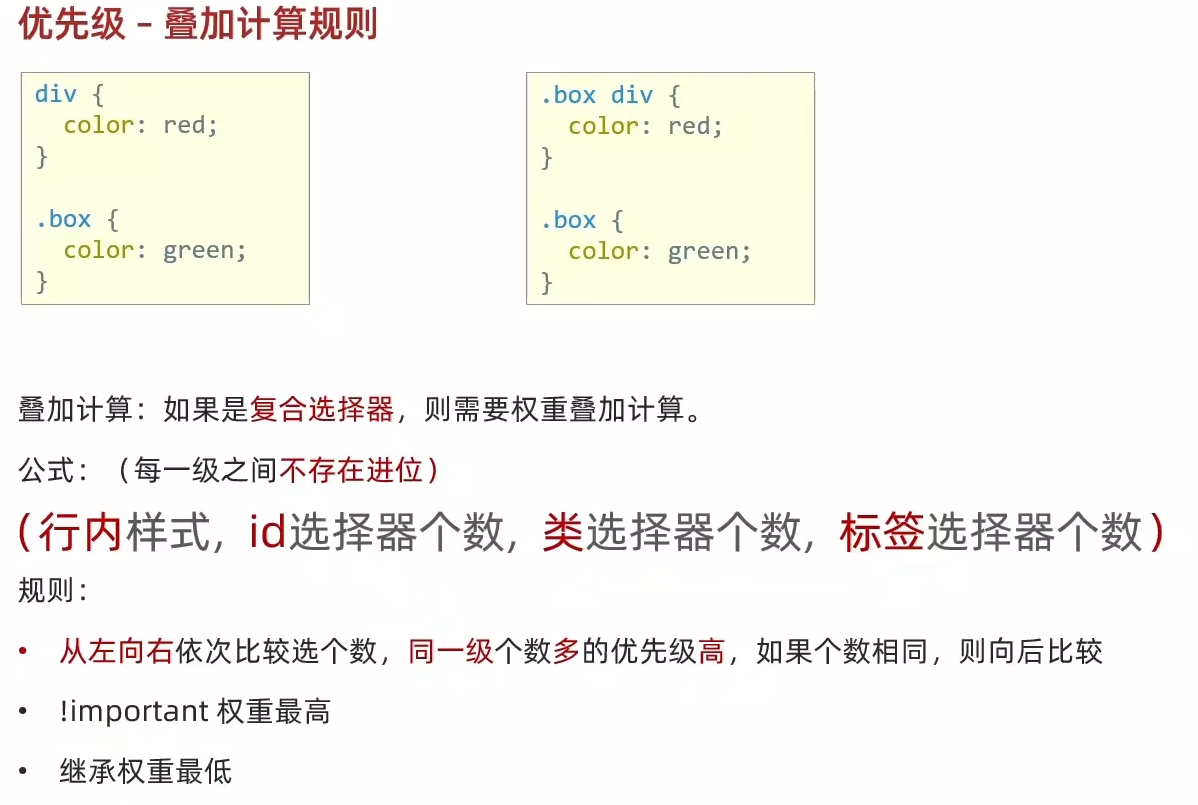 优先级 – 叠加计算规则
div {
  color: red;
}
.box {
  color: green;
}
.box div {
  color: red;
}
.box {
  color: green;
}
叠加计算：如果是复合选择器，则需要权重叠加计算。
公式：（每一级之间不存在进位）
（行内样式，id选择器个数，类选择器个数，标签选择器个数）
规则：
• 从左向右依次比较选个数，同一级个数多的优先级高，如果个数相同，则向后比较
• !important 权重最高
• 继承权重最低